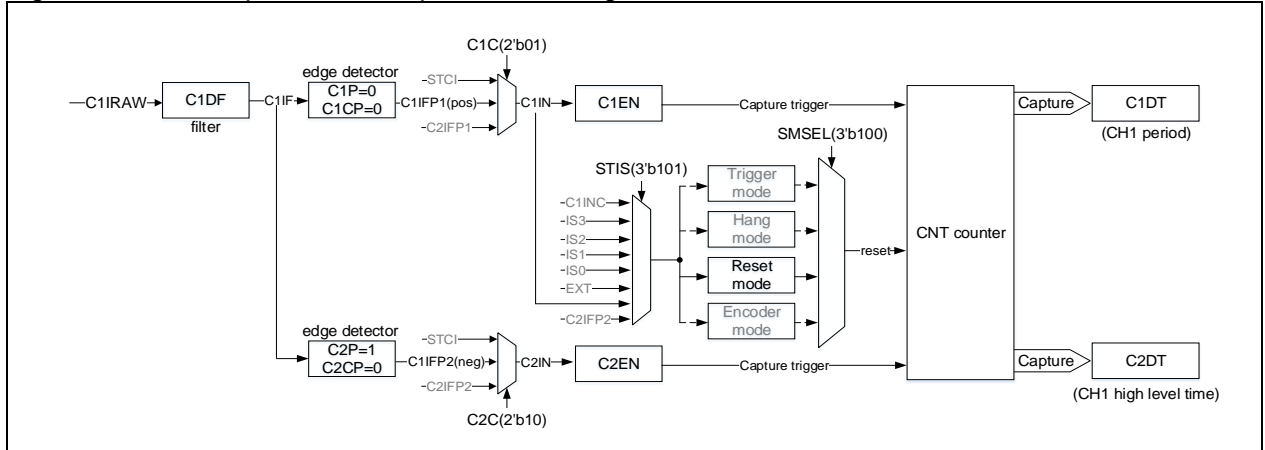 C1C(2'b01)
edge detector
C1P=0
C1CP=0
C1IRAW
C1DF
filter
C1IF
C1IFP1(pos)
STCI
C2IFP1
C1IN
C1EN
Capture trigger
Capture
C1DT
(CH1 period)
SMSEL(3'b100)
STIS(3'b101)
C1INC
IS3
IS2
IS1
IS0
EXT
C2IFP2
Trigger
mode
Hang
mode
Reset
mode
Encoder
mode
reset
CNT counter
edge detector
C2P=1
C2CP=0
C1IFP2(neg)
STCI
C2IFP2
C2IN
C2EN
Capture trigger
Capture
C2DT
(CH1 high level time)
C2C(2'b10)